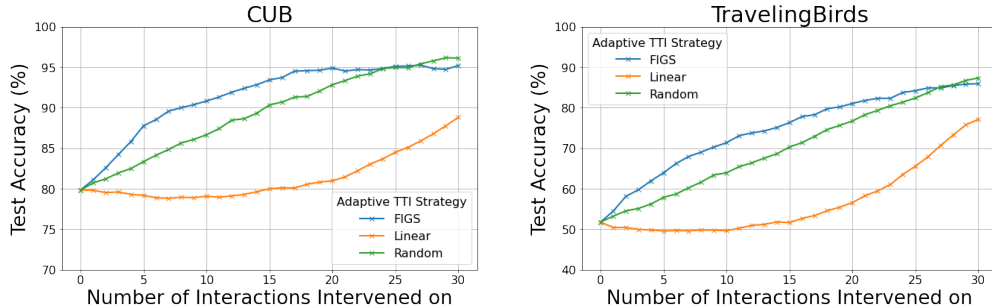 CUB
Test Accuracy (%)
100
95
90
85
80
75
70
0
5
10
15
20
25
30
Number of Interactions Intervened on
Adaptive TTI Strategy
FIGS
Linear
Random
TravelingBirds
Test Accuracy (%)
100
90
80
70
60
50
40
0
5
10
15
20
25
30
Number of Interactions Intervened on
Adaptive TTI Strategy
FIGS
Linear
Random